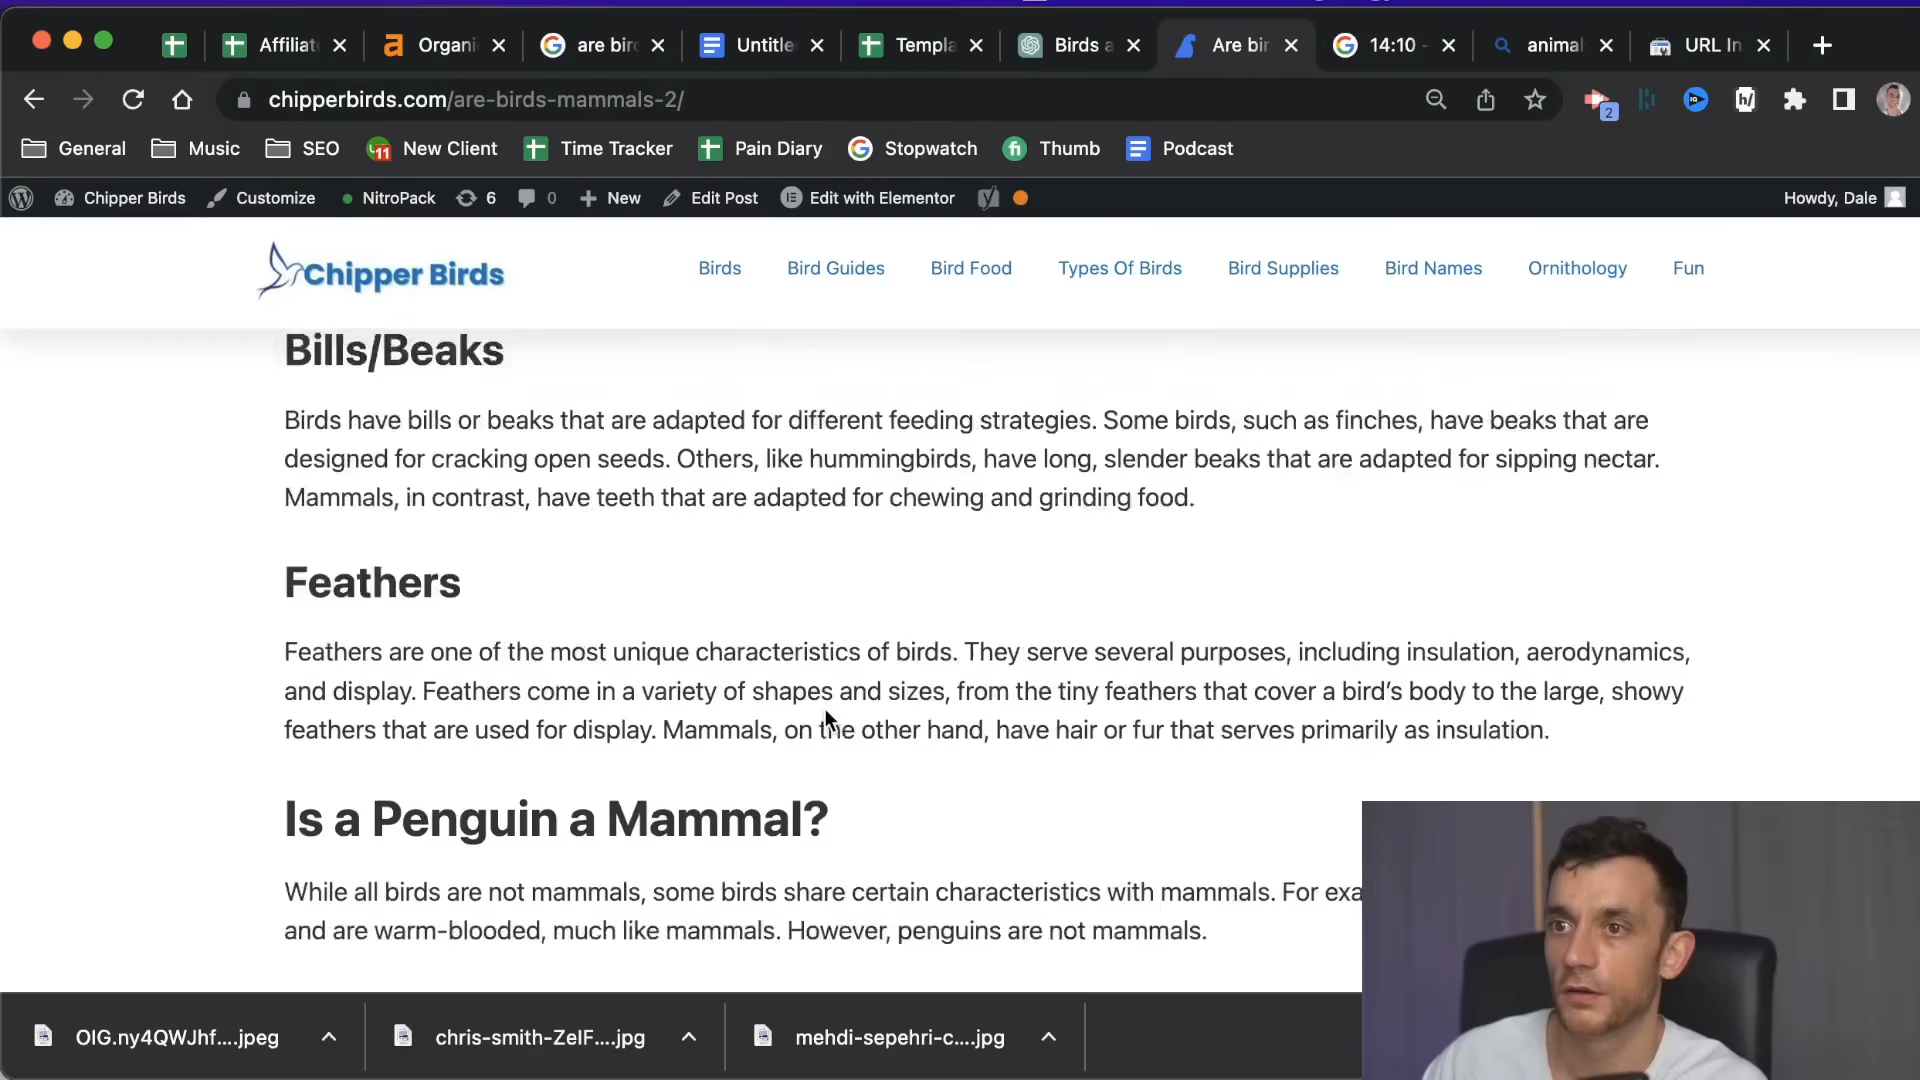 Affiliat
Organi
are bir
Untitle
Templa
Birds a
Are bir
14:10 -
animal
URL In
chipperbirds.com/are-birds-mammals-2/
2
General
Music
SEO
11
New Client
Time Tracker
Pain Diary
Stopwatch
Thumb
Podcast
Chipper Birds
Customize
NitroPack
6
0
New
Edit Post
Edit with Elementor
Howdy, Dale
Chipper Birds
Birds
Bird Guides
Bird Food
Types Of Birds
Bird Supplies
Bird Names
Ornithology
Fun
Bills/Beaks
Birds have bills or beaks that are adapted for different feeding strategies. Some birds, such as finches, have beaks that are
designed for cracking open seeds. Others, like hummingbirds, have long, slender beaks that are adapted for sipping nectar.
Mammals, in contrast, have teeth that are adapted for chewing and grinding food.
Feathers
Feathers are one of the most unique characteristics of birds. They serve several purposes, including insulation, aerodynamics,
and display. Feathers come in a variety of shapes and sizes, from the tiny feathers that cover a bird’s body to the large, showy
feathers that are used for display. Mammals, on the other hand, have hair or fur that serves primarily as insulation.
Is a Penguin a Mammal?
While all birds are not mammals, some birds share certain characteristics with mammals. For exa
and are warm-blooded, much like mammals. However, penguins are not mammals.
OIG.ny4QWJhf....jpeg
chris-smith-ZeIF....jpg
mehdi-sepehri-c....jpg